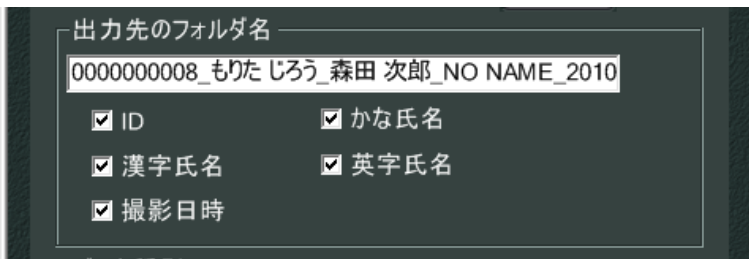 出力先のフォルダ名
0000000008_もりた じろう_森田 次郎_NO NAME_2010
ID
かな氏名
漢字氏名
英字氏名
撮影日時